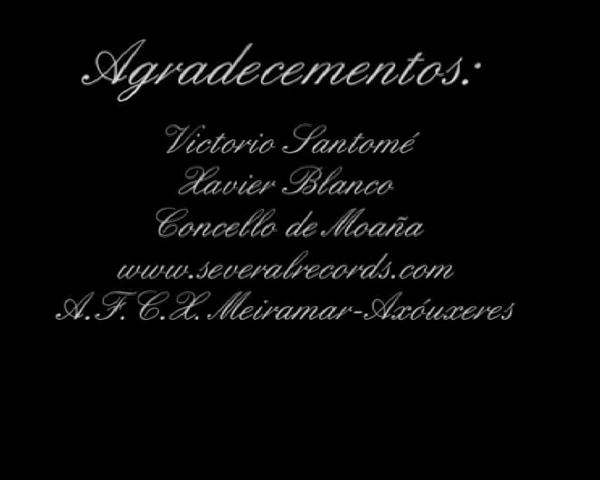 Agradecementos:
Victorio Santomé
Xavier Blanco
Concello de Moaña
www.severalrecords.com
A.F.C.X. Meiramar-Axóuxeres